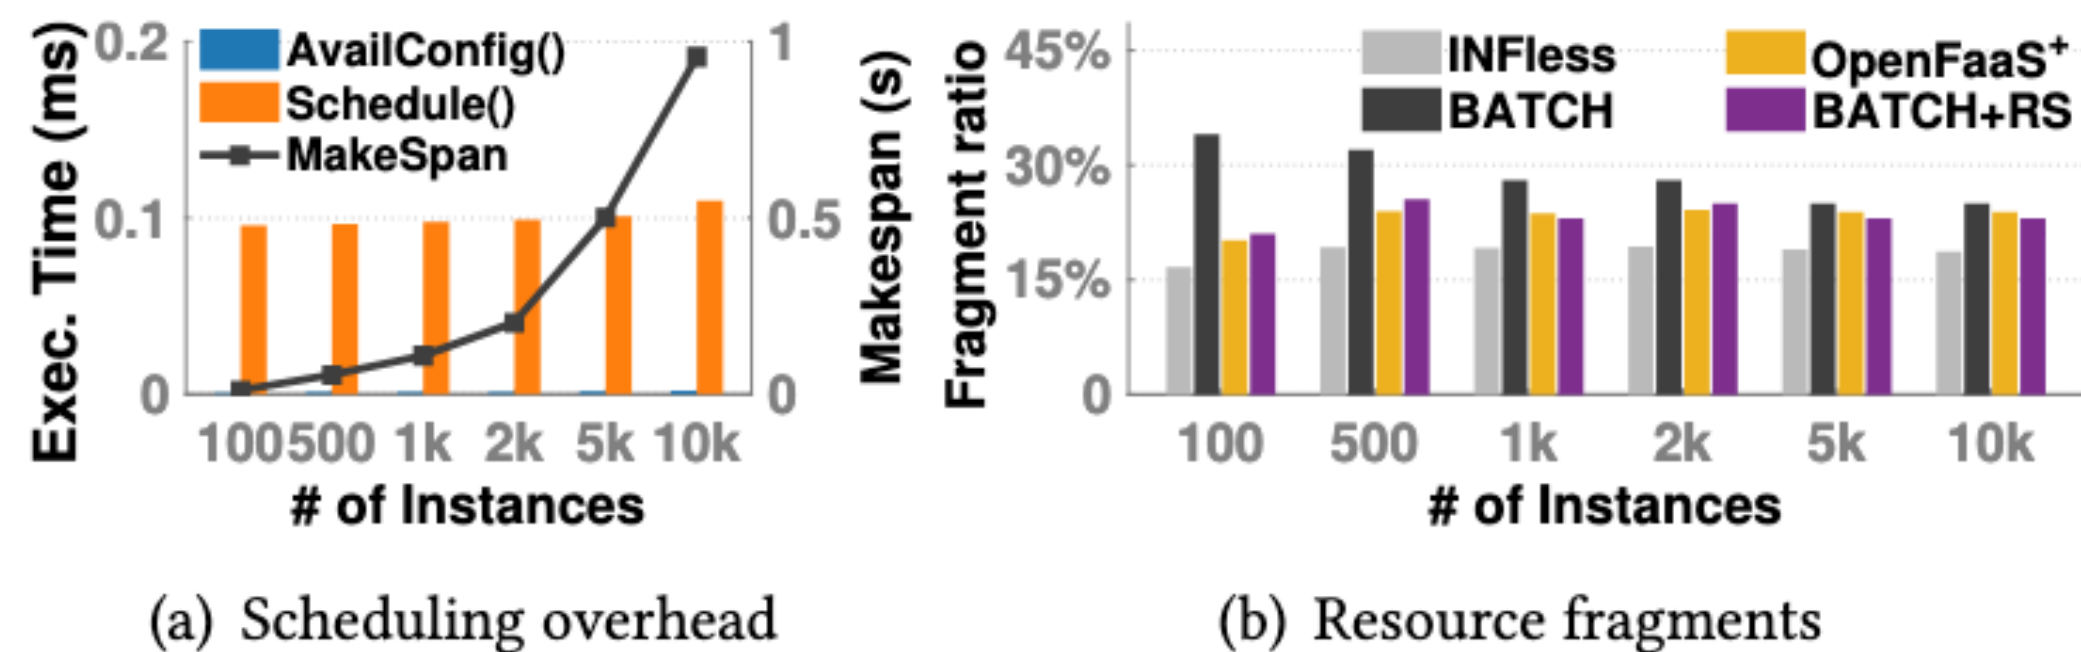 Exec. Time (ms)
0.2
0.1
0
AvailConfig()
Schedule()
MakeSpan
1
0.5
0
Makespan (s)
100 500 1k 2k 5k 10k
# of Instances
(a) Scheduling overhead
Fragment ratio
45%
30%
15%
0
INFless
BATCH
OpenFaaS⁺
BATCH+RS
100 500 1k 2k 5k 10k
# of Instances
(b) Resource fragments